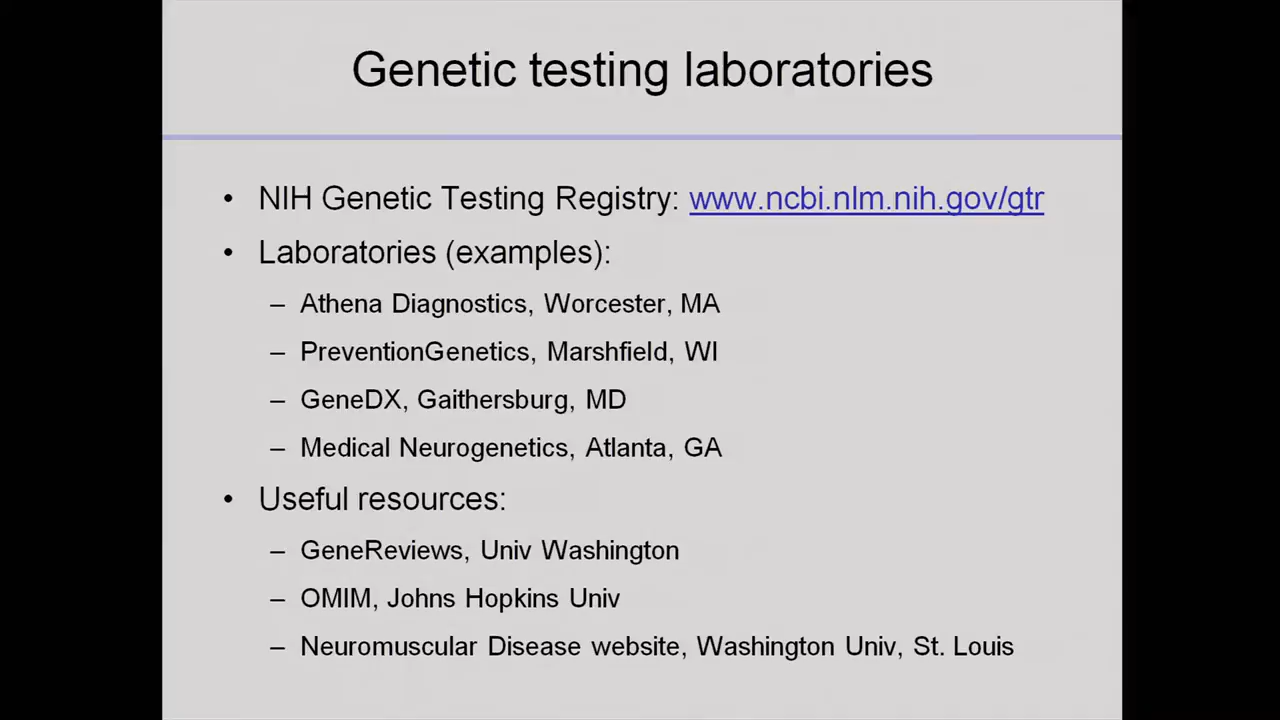 Genetic testing laboratories
• NIH Genetic Testing Registry: www.ncbi.nlm.nih.gov/gtr
• Laboratories (examples):
– Athena Diagnostics, Worcester, MA
– PreventionGenetics, Marshfield, WI
– GeneDX, Gaithersburg, MD
– Medical Neurogenetics, Atlanta, GA
• Useful resources:
– GeneReviews, Univ Washington
– OMIM, Johns Hopkins Univ
– Neuromuscular Disease website, Washington Univ, St. Louis